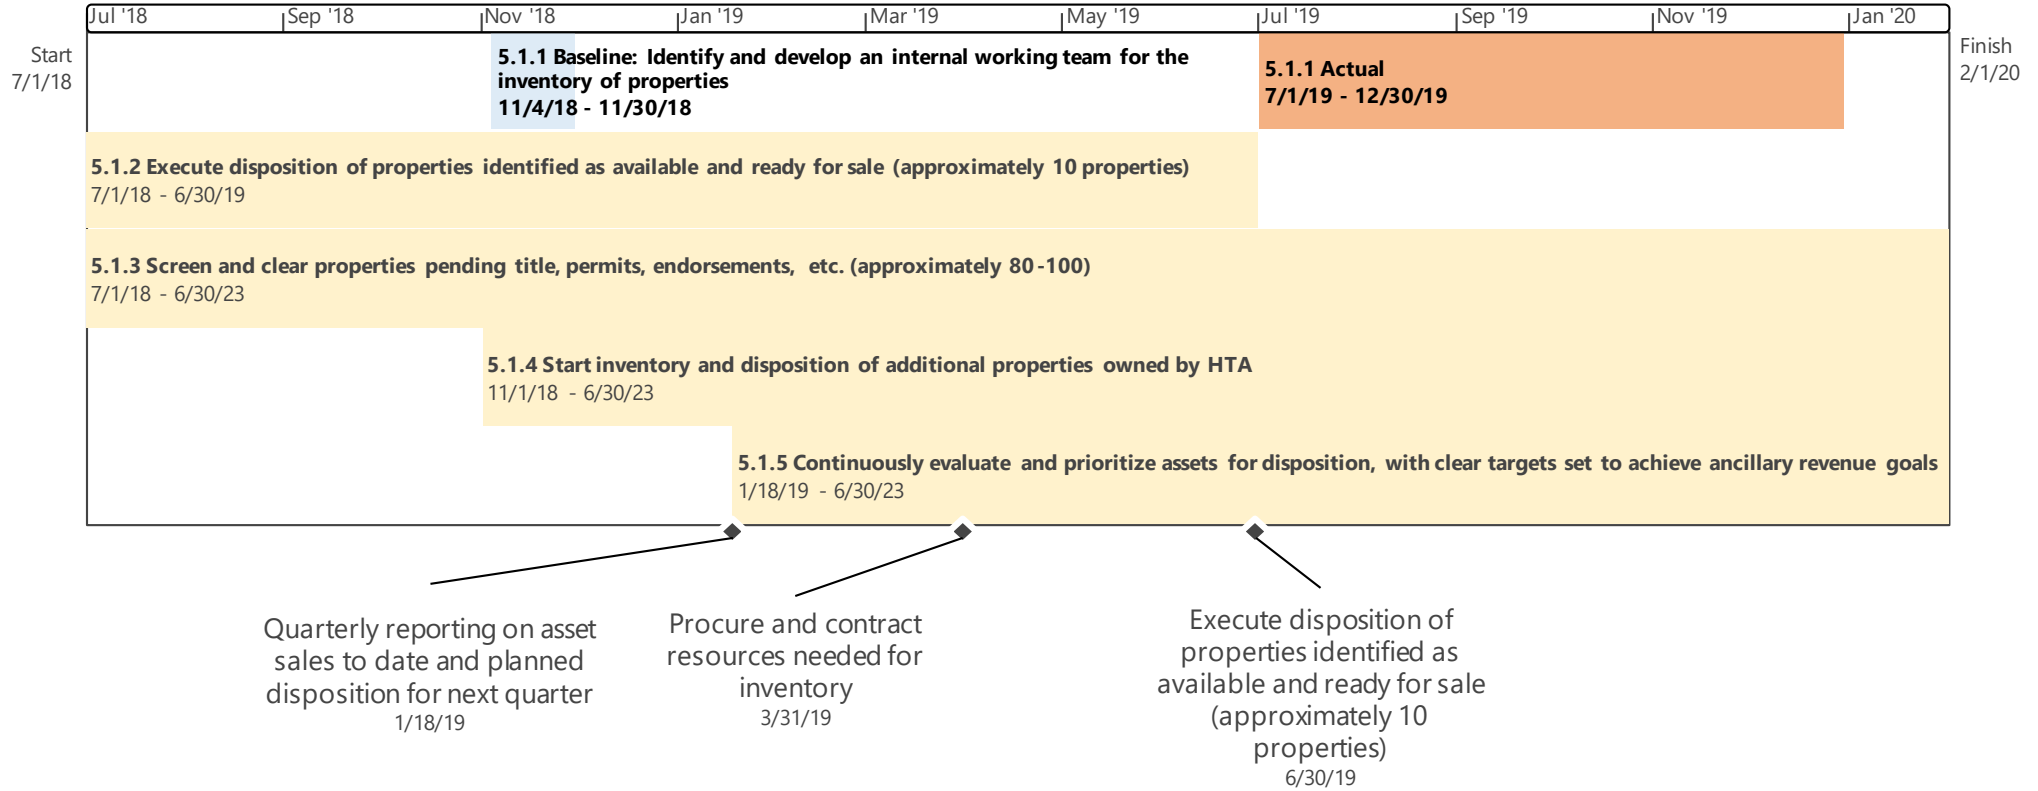 Jul '18
Sep '18
Nov '18
Jan '19
Mar '19
May '19
Jul '19
Sep '19
Nov '19
Jan '20
Start
7/1/18
Finish
2/1/20
5.1.1 Baseline: Identify and develop an internal working team for the
inventory of properties
11/4/18 - 11/30/18
5.1.1 Actual
7/1/19 - 12/30/19
5.1.2 Execute disposition of properties identified as available and ready for sale (approximately 10 properties)
7/1/18 - 6/30/19
5.1.3 Screen and clear properties pending title, permits, endorsements, etc. (approximately 80-100)
7/1/18 - 6/30/23
5.1.4 Start inventory and disposition of additional properties owned by HTA
11/1/18 - 6/30/23
5.1.5 Continuously evaluate and prioritize assets for disposition, with clear targets set to achieve ancillary revenue goals
1/18/19 - 6/30/23
Quarterly reporting on asset
sales to date and planned
disposition for next quarter
1/18/19
Procure and contract
resources needed for
inventory
3/31/19
Execute disposition of
properties identified as
available and ready for sale
(approximately 10
properties)
6/30/19